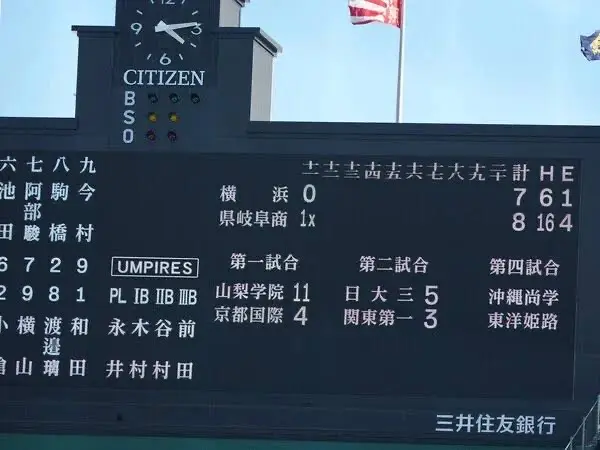 12 3 6 9
CITIZEN
B
S
O
六 七 八 九
池田 阿部駿 駒橋 今村
6 7 2 9
2 9 8 1
小倉 横山 渡邉璃 和田
UMPIRES
PL ⅠB ⅡB ⅢB
永井 木村 谷村 前田
十一 十二 十三 十四 十五 十六 十七 十八 十九 二十 計 H E
横浜 0 7 6 1
県岐阜商 1x 8 16 4
第一試合 第二試合 第四試合
山梨学院 11 日大三 5 沖縄尚学
京都国際 4 関東第一 3 東洋姫路
三井住友銀行